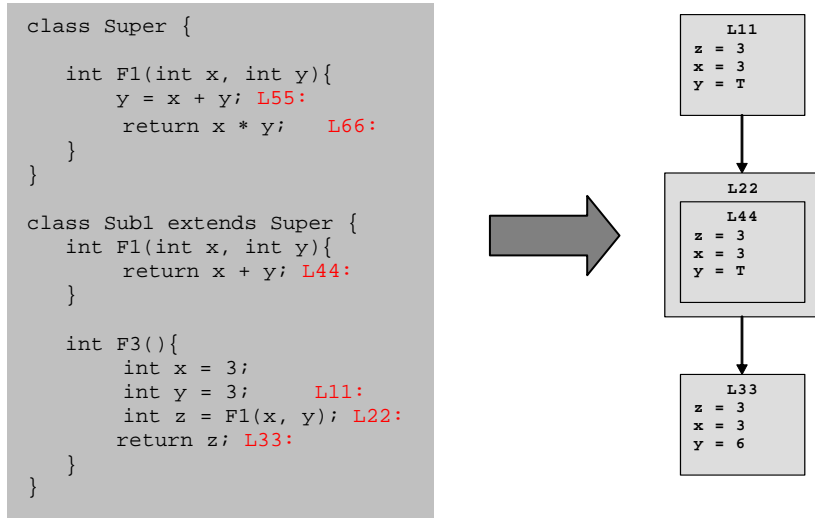 class Super {
int F1(int x, int y){
y = x + y; L55:
return x * y; L66:
}
}
class Sub1 extends Super {
int F1(int x, int y){
return x + y; L44:
}
int F3(){
int x = 3;
int y = 3; L11:
int z = F1(x, y); L22:
return z; L33:
}
}
L11
z = 3
x = 3
y = T
L22
L44
z = 3
x = 3
y = T
L33
z = 3
x = 3
y = 6